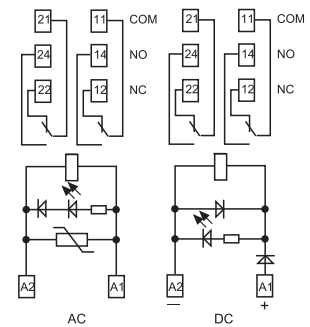 21 11 COM 21 11 COM
24 14 NO 24 14 NO
22 12 NC 22 12 NC
A2 A1 A2 A1
— +
AC DC